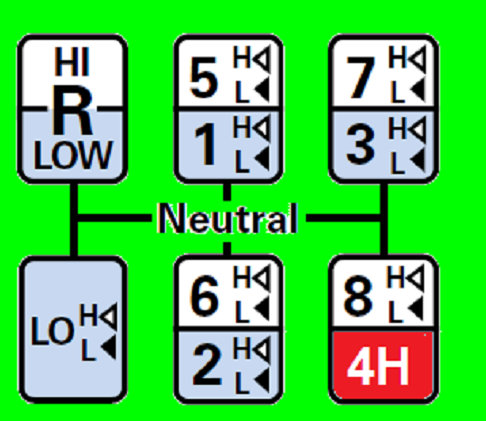 HI
R
LOW
5 H L
1 H L
7 H L
3 H L
Neutral
LO H L
6 H L
2 H L
8 H L
4H